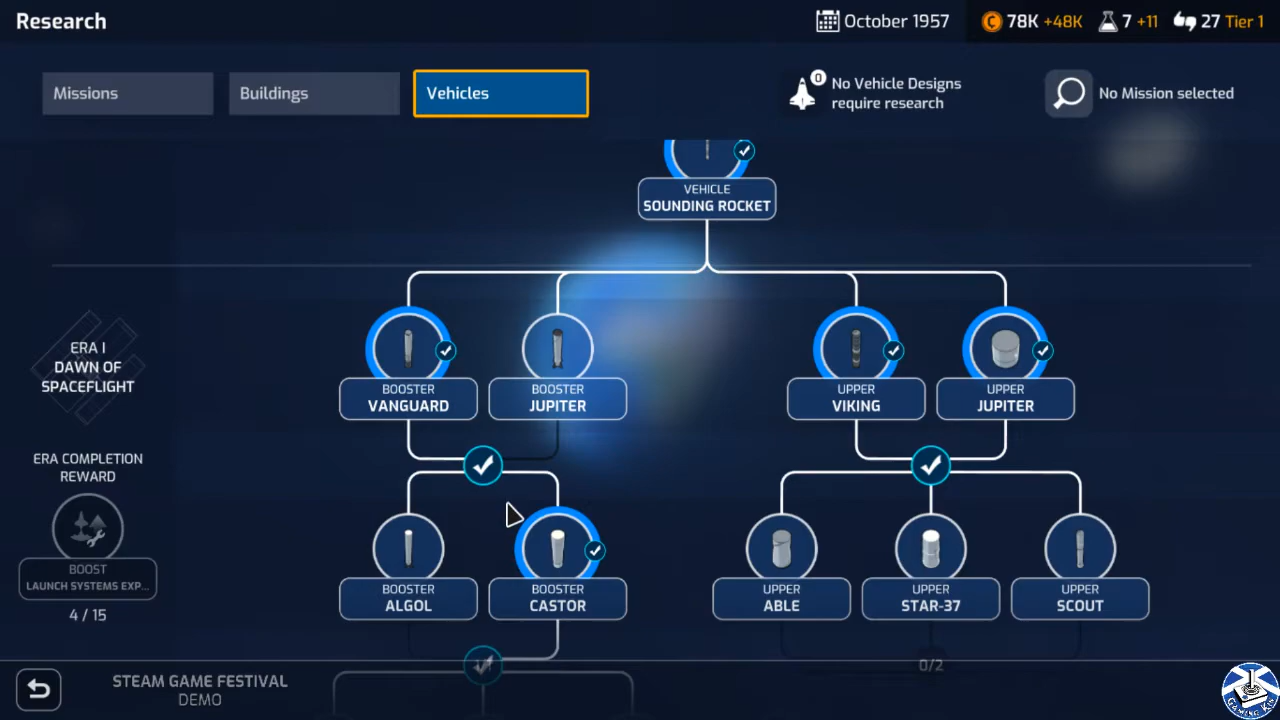 Research
October 1957
78K +48K
7 +11
27 Tier 1
Missions
Buildings
Vehicles
0
No Vehicle Designs
require research
No Mission selected
VEHICLE
SOUNDING ROCKET
ERA I
DAWN OF
SPACEFLIGHT
BOOSTER
VANGUARD
BOOSTER
JUPITER
UPPER
VIKING
UPPER
JUPITER
ERA COMPLETION
REWARD
BOOST
LAUNCH SYSTEMS EXP...
4 / 15
BOOSTER
ALGOL
BOOSTER
CASTOR
UPPER
ABLE
UPPER
STAR-37
UPPER
SCOUT
0/2
STEAM GAME FESTIVAL
DEMO